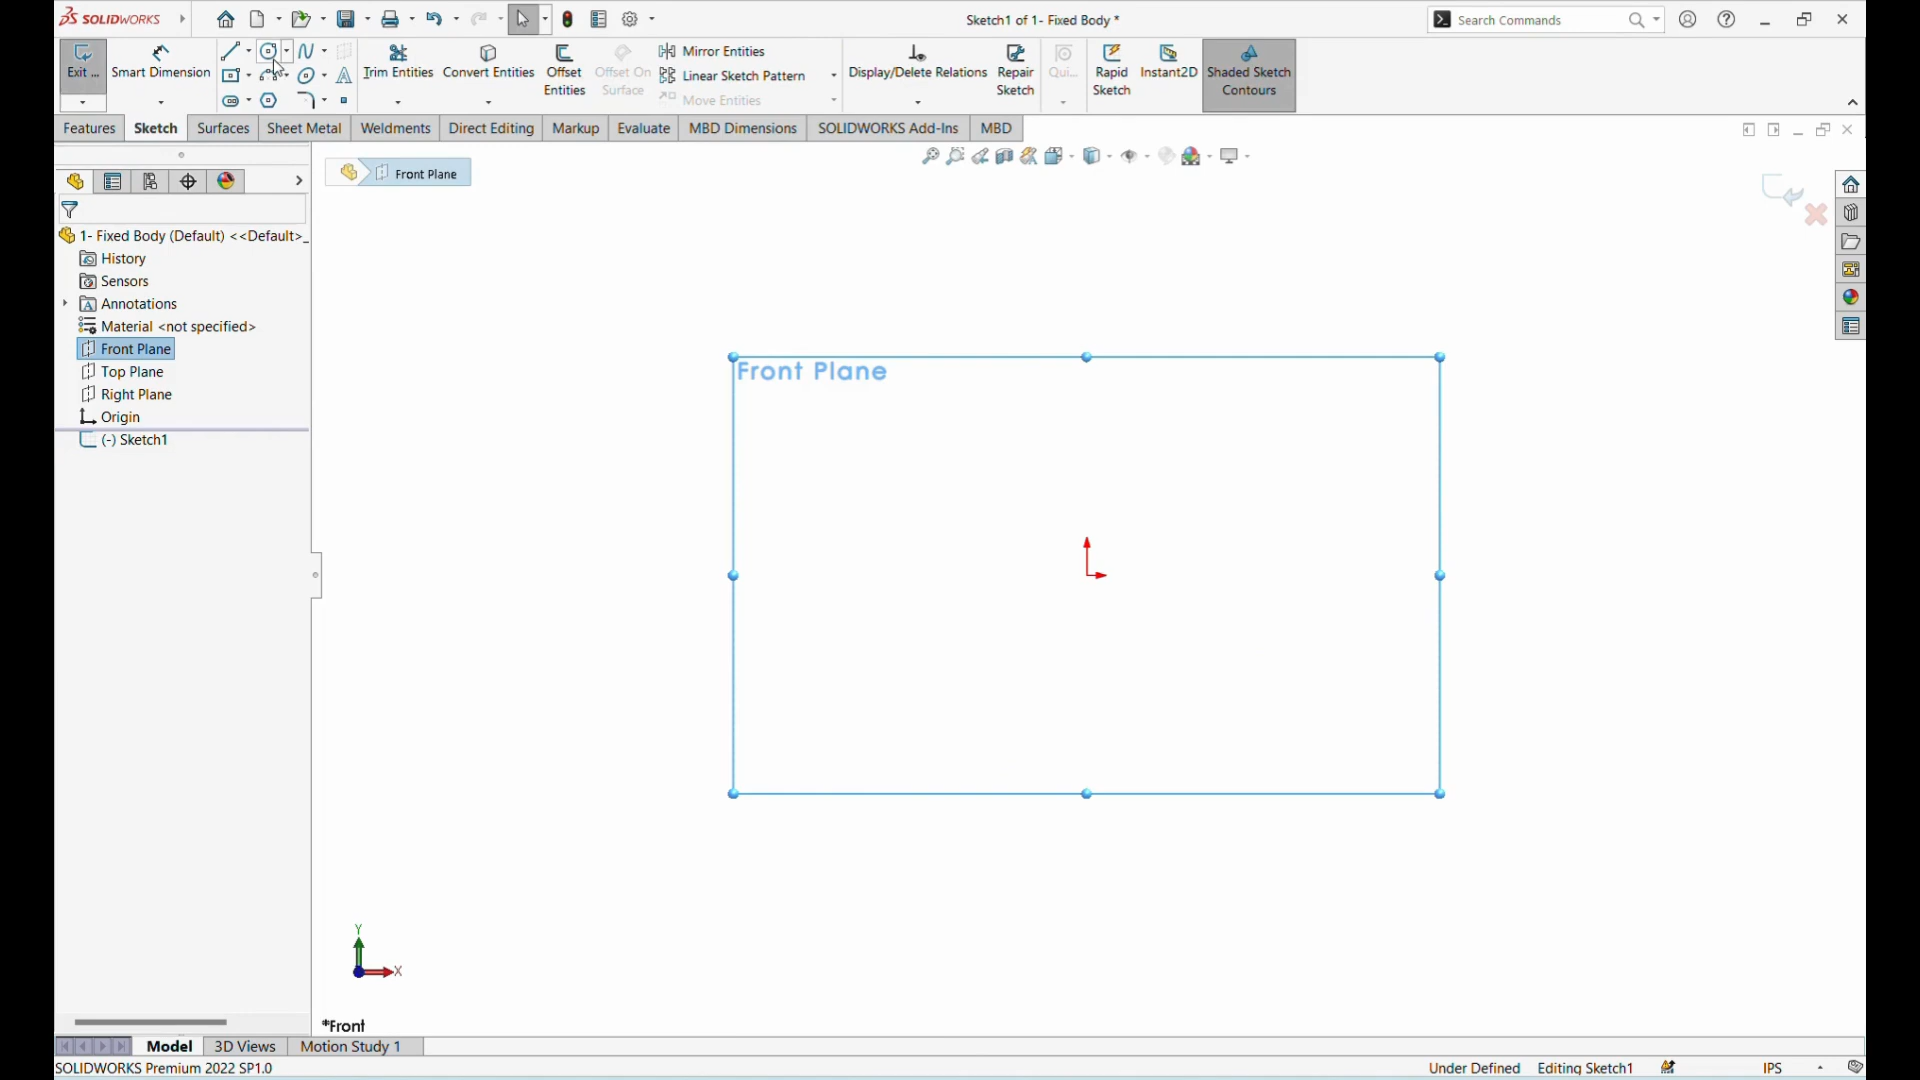 SOLIDWORKS
Sketch1 of 1- Fixed Body *
Search Commands
Exit ...
Smart Dimension
Trim Entities
Convert Entities
Offset
Entities
Offset On
Surface
Mirror Entities
Linear Sketch Pattern
Move Entities
Display/Delete Relations
Repair
Sketch
Qui...
Rapid
Sketch
Instant2D
Shaded Sketch
Contours
Features
Sketch
Surfaces
Sheet Metal
Weldments
Direct Editing
Markup
Evaluate
MBD Dimensions
SOLIDWORKS Add-Ins
MBD
Front Plane
1- Fixed Body (Default) <<Default>_
History
Sensors
Annotations
Material <not specified>
Front Plane
Top Plane
Right Plane
Origin
(-) Sketch1
Front Plane
Y
X
*Front
Model
3D Views
Motion Study 1
SOLIDWORKS Premium 2022 SP1.0
Under Defined
Editing Sketch1
IPS